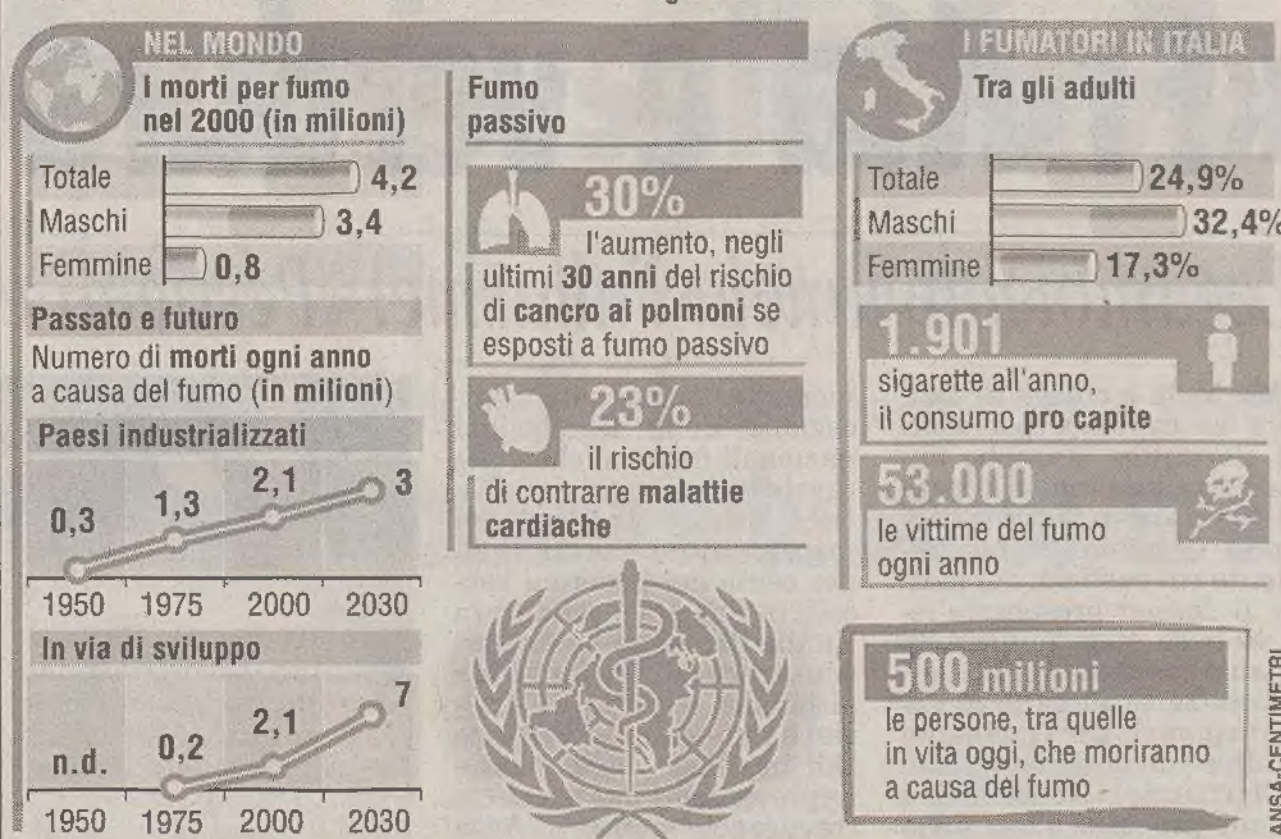 NEL MONDO
I morti per fumo
nel 2000 (in milioni)
Totale 4,2
Maschi 3,4
Femmine 0,8
Passato e futuro
Numero di morti ogni anno
a causa del fumo (in milioni)
Paesi industrializzati
0,3 1,3 2,1 3
1950 1975 2000 2030
In via di sviluppo
n.d. 0,2 2,1 7
1950 1975 2000 2030
Fumo
passivo
30%
l'aumento, negli
ultimi 30 anni del rischio
di cancro ai polmoni se
esposti a fumo passivo
23%
il rischio
di contrarre malattie
cardiache
I FUMATORI IN ITALIA
Tra gli adulti
Totale 24,9%
Maschi 32,4%
Femmine 17,3%
1.901
sigarette all'anno,
il consumo pro capite
53.000
le vittime del fumo
ogni anno
500 milioni
le persone, tra quelle
in vita oggi, che moriranno
a causa del fumo
ANSA-CENTIMETRI